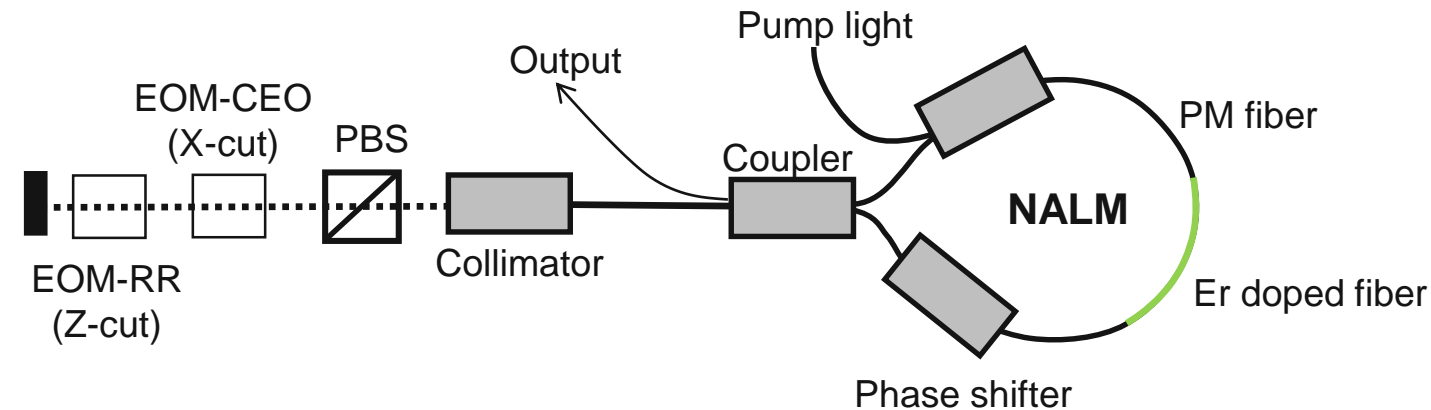 Pump light
Output
EOM-CEO
(X-cut)
PBS
PM fiber
Coupler
NALM
Collimator
EOM-RR
(Z-cut)
Er doped fiber
Phase shifter